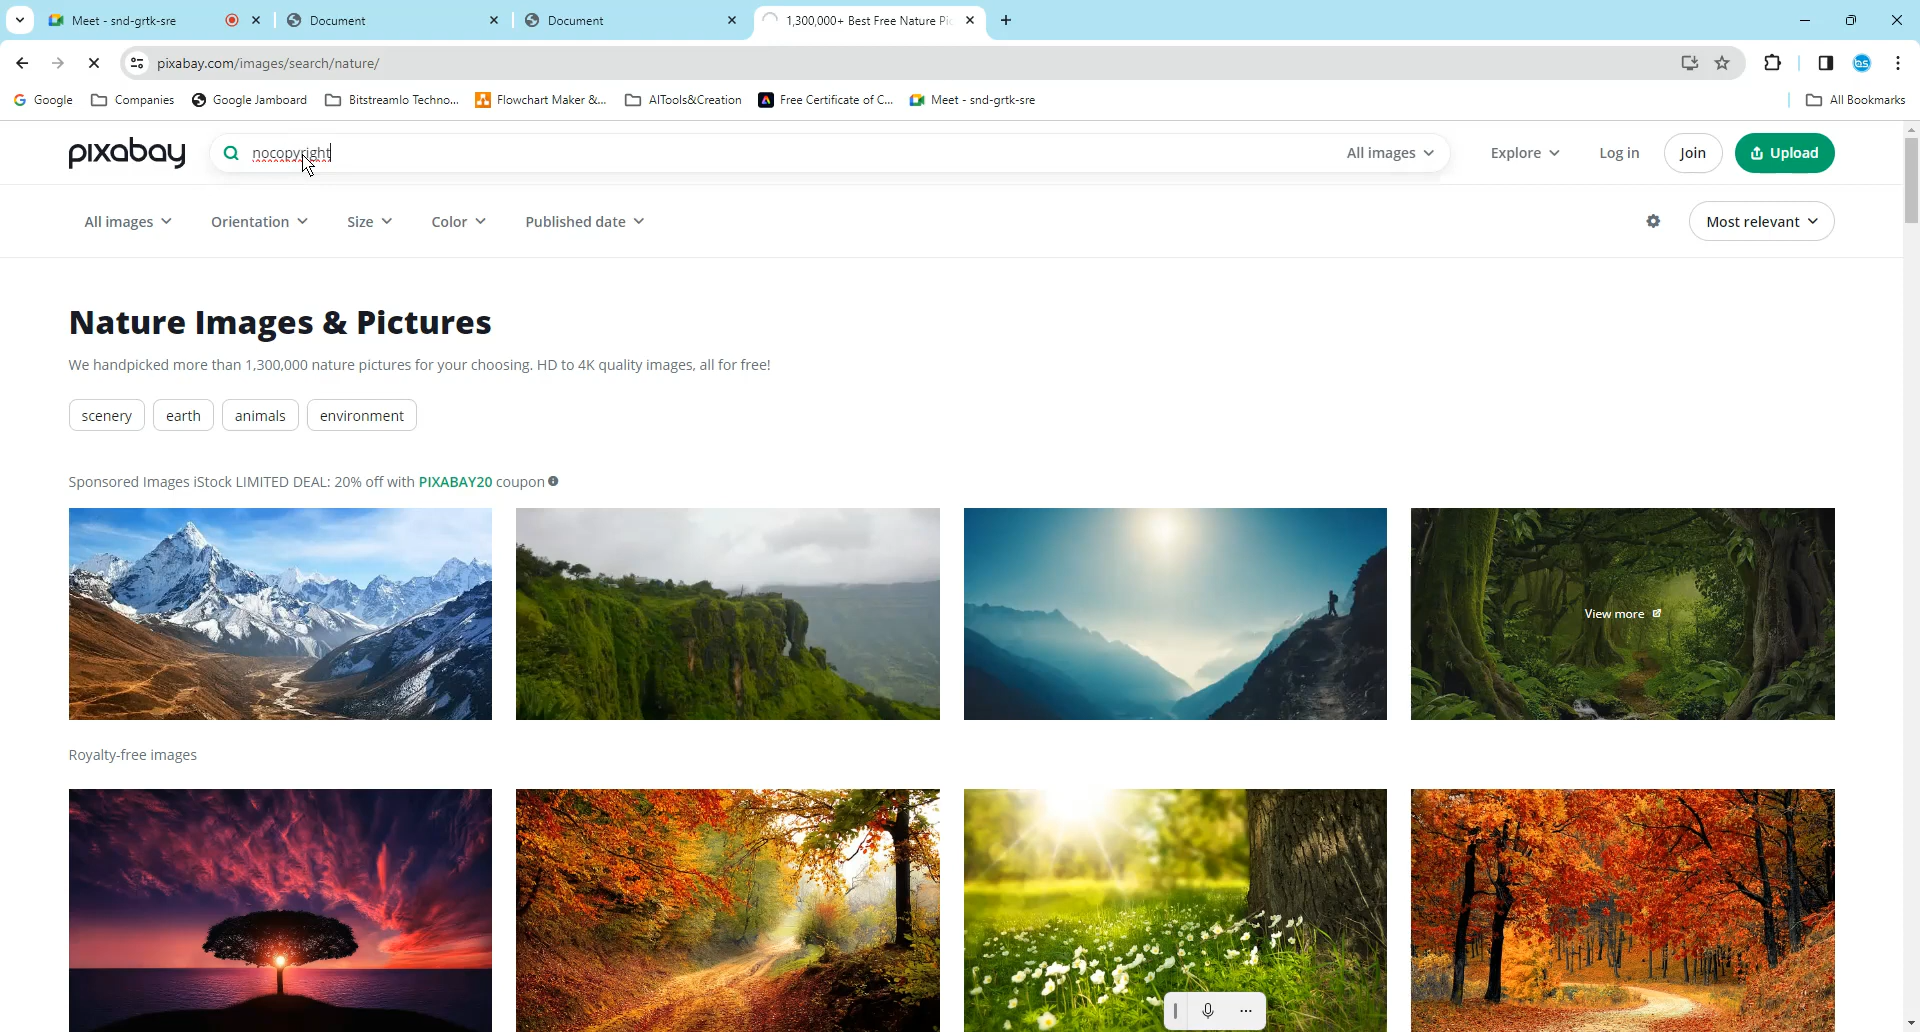 Meet - snd-grtk-sre
Document
Document
1,300,000+ Best Free Nature Pi
pixabay.com/images/search/nature/
Google
Companies
Google Jamboard
Bitstreamlo Techno...
Flowchart Maker &...
AITools&Creation
Free Certificate of C...
Meet - snd-grtk-sre
All Bookmarks
pixabay
nocopyright
All images
Explore
Log in
Join
Upload
All images
Orientation
Size
Color
Published date
Most relevant
Nature Images & Pictures
We handpicked more than 1,300,000 nature pictures for your choosing. HD to 4K quality images, all for free!
scenery
earth
animals
environment
Sponsored Images iStock LIMITED DEAL: 20% off with PIXABAY20 coupon
View more
Royalty-free images